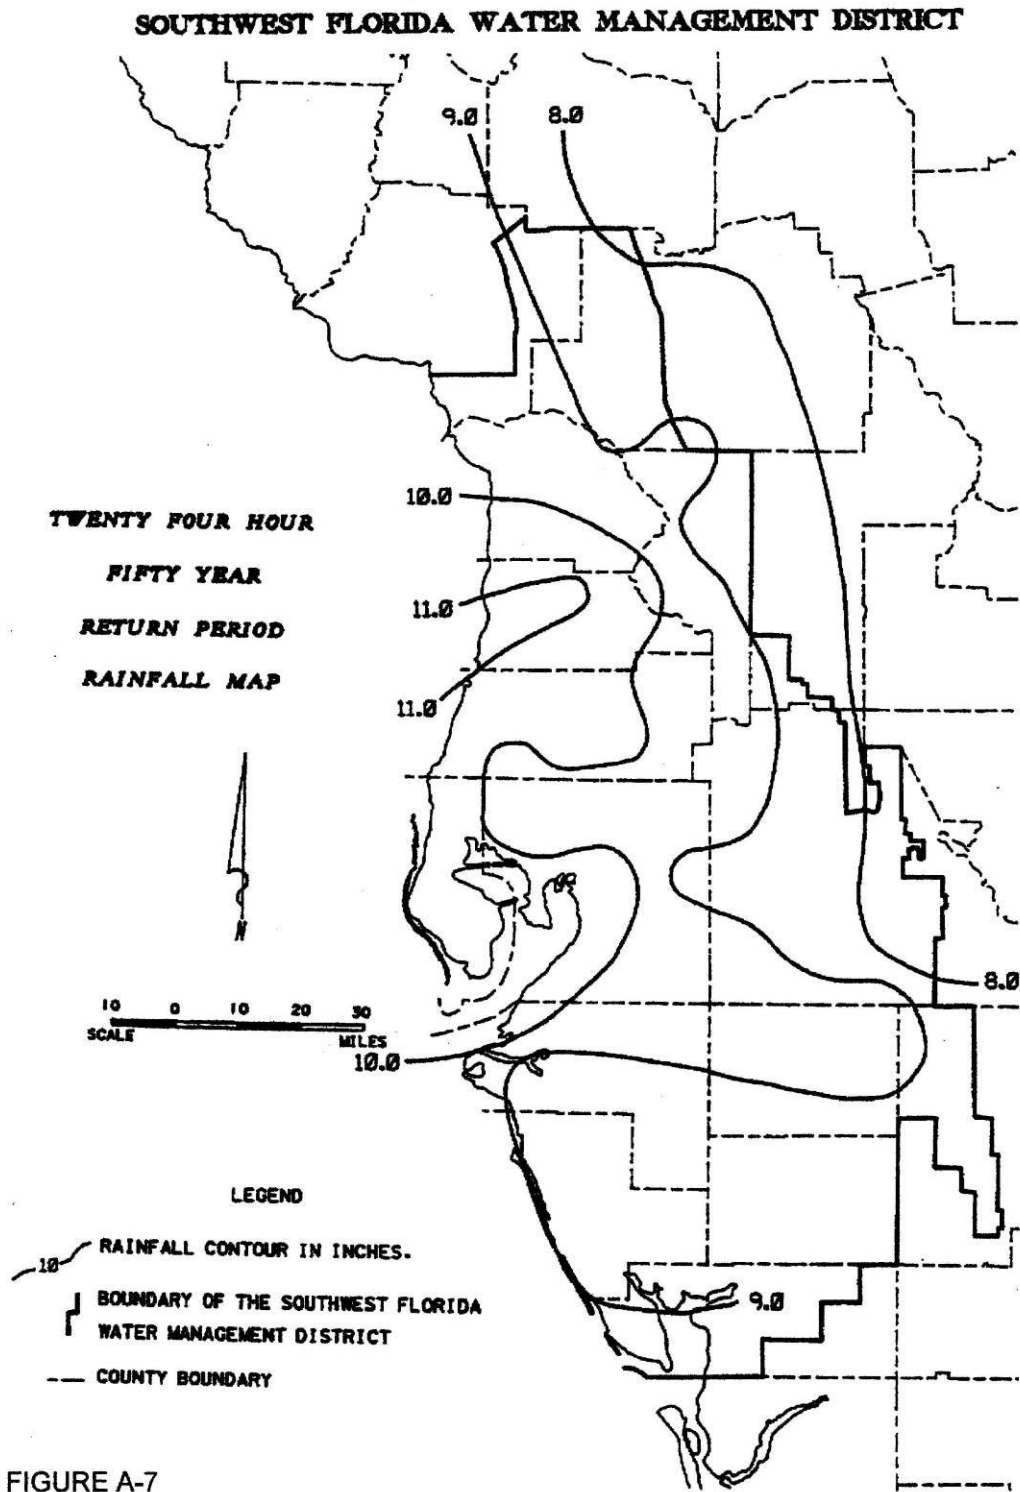 SOUTHWEST FLORIDA WATER MANAGEMENT DISTRICT
9.0
8.0
10.0
TWENTY FOUR HOUR
FIFTY YEAR
RETURN PERIOD
RAINFALL MAP
11.0
11.0
N
10 0 10 20 30
SCALE MILES
10.0
8.0
LEGEND
10 RAINFALL CONTOUR IN INCHES.
BOUNDARY OF THE SOUTHWEST FLORIDA
WATER MANAGEMENT DISTRICT
COUNTY BOUNDARY
9.0
FIGURE A-7